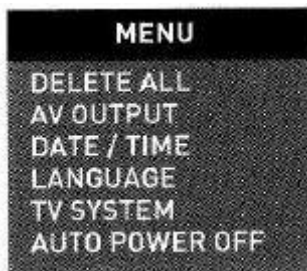 MENU
DELETE ALL
AV OUTPUT
DATE / TIME
LANGUAGE
TV SYSTEM
AUTO POWER OFF